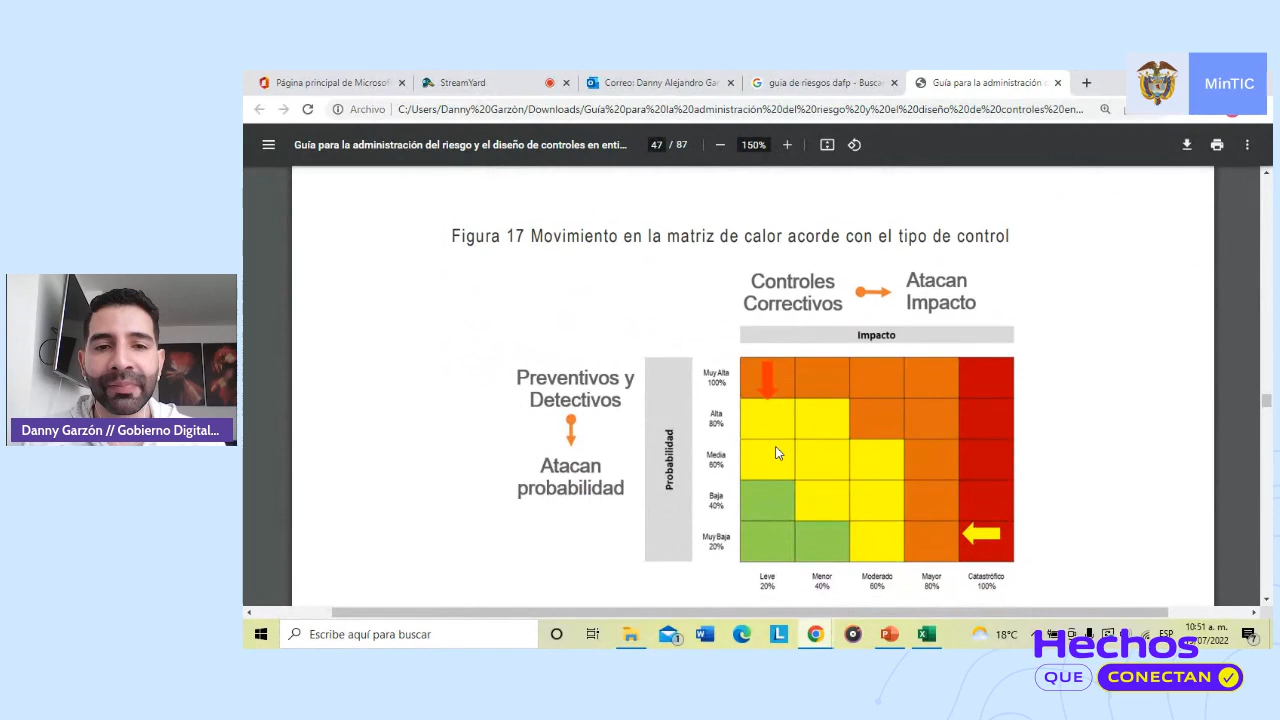 MinTIC
Página principal de Microsof
StreamYard
Correo: Danny Alejandro Gar
guia de riesgos dafp - Buscar
Guía para la administración d
Archivo
C:/Users/Danny%20Garzón/Downloads/Guía%20para%20la%20administración%20del%20riesgo%20y%20el%20diseño%20de%20controles%20en...
Guía para la administración del riesgo y el diseño de controles en enti...
47 / 87
150%
Figura 17 Movimiento en la matriz de calor acorde con el tipo de control
Controles
Correctivos
Atacan
Impacto
Impacto
Preventivos y
Detectivos
Atacan
probabilidad
Probabilidad
Muy Alta
100%
Alta
80%
Media
60%
Baja
40%
Muy Baja
20%
Leve
20%
Menor
40%
Moderado
60%
Mayor
80%
Catastrófico
100%
Danny Garzón // Gobierno Digital...
Escribe aquí para buscar
18°C
ESP
10:51 a. m.
/07/2022
Hechos
QUE
CONECTAN